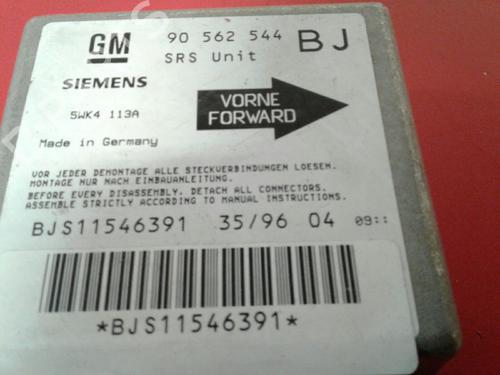 GM 90 562 544 BJ
SRS Unit
SIEMENS
5WK4 113A
VORNE
FORWARD
Made in Germany
VOR JEDER DEMONTAGE ALLE STECKVERBINDUNGEN LOESEN.
MONTAGE NUR NACH EINBAUANLEITUNG.
BEFORE EVERY DISASSEMBLY. DETACH ALL CONNECTORS.
ASSEMBLE STRICTLY ACCORDING TO MANUAL INSTRUCTIONS.
BJS11546391 35/96 04 09::
*BJS11546391*